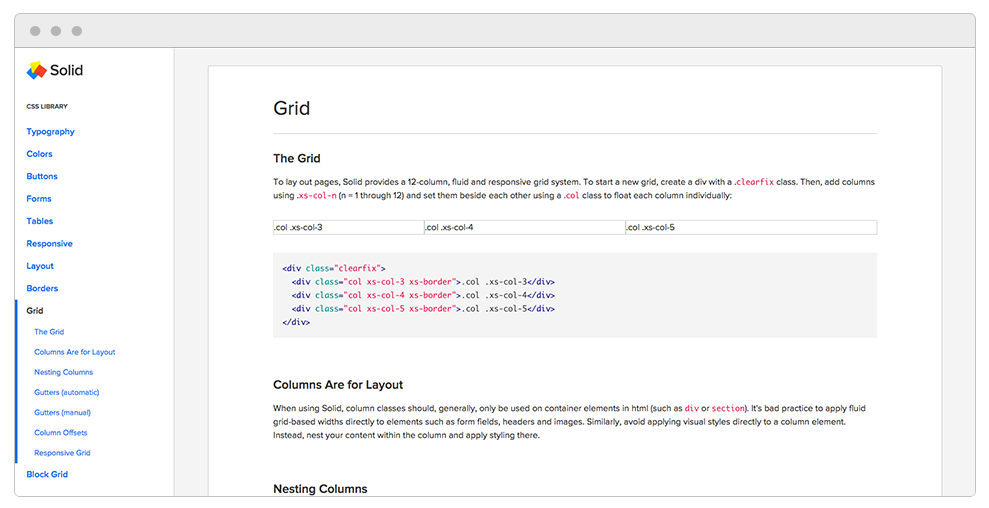 Solid
CSS LIBRARY
Typography
Colors
Buttons
Forms
Tables
Responsive
Layout
Borders
Grid
The Grid
Columns Are for Layout
Nesting Columns
Gutters (automatic)
Gutters (manual)
Column Offsets
Responsive Grid
Block Grid
Grid
The Grid
To lay out pages, Solid provides a 12-column, fluid and responsive grid system. To start a new grid, create a div with a .clearfix class. Then, add columns
using .xs-col-n (n = 1 through 12) and set them beside each other using a .col class to float each column individually:
.col .xs-col-3 .col .xs-col-4 .col .xs-col-5
<div class="clearfix">
  <div class="col xs-col-3 xs-border">.col .xs-col-3</div>
  <div class="col xs-col-4 xs-border">.col .xs-col-4</div>
  <div class="col xs-col-5 xs-border">.col .xs-col-5</div>
</div>
Columns Are for Layout
When using Solid, column classes should, generally, only be used on container elements in html (such as div or section). It's bad practice to apply fluid
grid-based widths directly to elements such as form fields, headers and images. Similarly, avoid applying visual styles directly to a column element.
Instead, nest your content within the column and apply styling there.
Nesting Columns